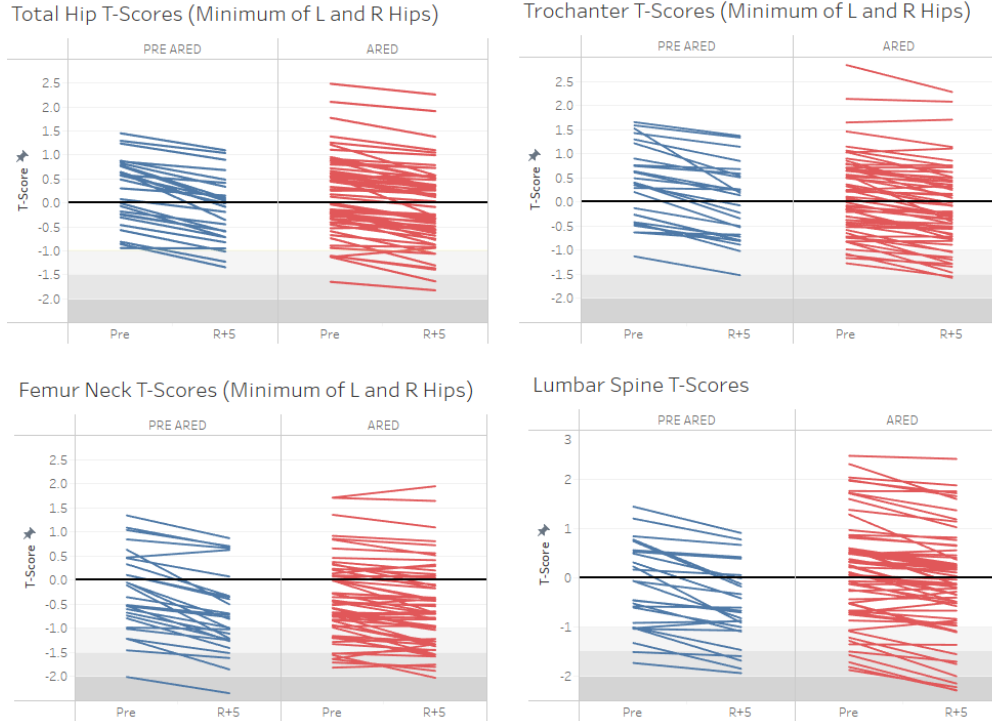 Total Hip T-Scores (Minimum of L and R Hips)
PRE ARED
ARED
T-Score
2.5
2.0
1.5
1.0
0.5
0.0
-0.5
-1.0
-1.5
-2.0
Pre
R+5
Pre
R+5
Trochanter T-Scores (Minimum of L and R Hips)
PRE ARED
ARED
T-Score
2.5
2.0
1.5
1.0
0.5
0.0
-0.5
-1.0
-1.5
-2.0
Pre
R+5
Pre
R+5
Femur Neck T-Scores (Minimum of L and R Hips)
PRE ARED
ARED
T-Score
2.5
2.0
1.5
1.0
0.5
0.0
-0.5
-1.0
-1.5
-2.0
Pre
R+5
Pre
R+5
Lumbar Spine T-Scores
PRE ARED
ARED
T-Score
3
2
1
0
-1
-2
Pre
R+5
Pre
R+5